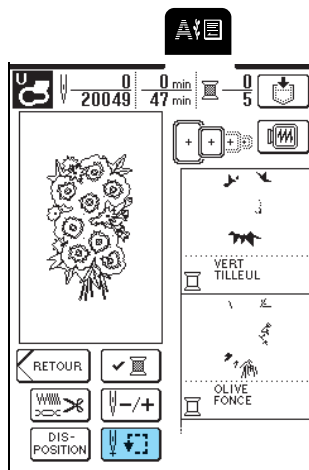 A
0 0 min 0
20049 47 min 5
VERT
TILLEUL
RETOUR
-/+
OLIVE
FONCE
DIS-
POSITION